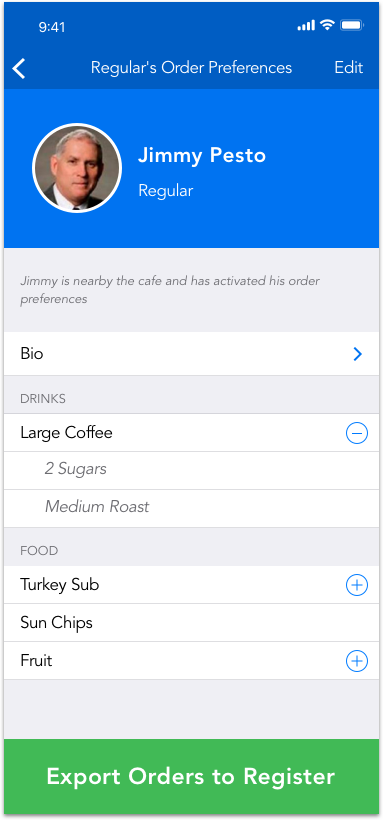 9:41
Regular's Order Preferences Edit
Jimmy Pesto
Regular
Jimmy is nearby the cafe and has activated his order
preferences
Bio
DRINKS
Large Coffee
2 Sugars
Medium Roast
FOOD
Turkey Sub
Sun Chips
Fruit
Export Orders to Register